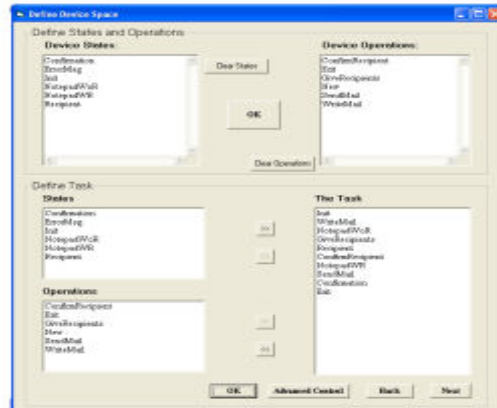 Define Device Space
Define States and Operations
Device States:
Confirmation
ErrorMsg
Init
NotepadWoR
NotepadWR
Recipient
Clear States
OK
Clear Operations
Device Operations:
ConfirmRecipient
Exit
GiveRecipients
New
SendMail
WriteMail
Define Task
States
Confirmation
ErrorMsg
Init
NotepadWoR
NotepadWR
Recipient
Operations
ConfirmRecipient
Exit
GiveRecipients
New
SendMail
WriteMail
>>
The Task
Init
WriteMail
NotepadWoR
GiveRecipients
Recipient
ConfirmRecipient
NotepadWR
SendMail
Confirmation
Exit
OK
Advanced Control
Back
Next